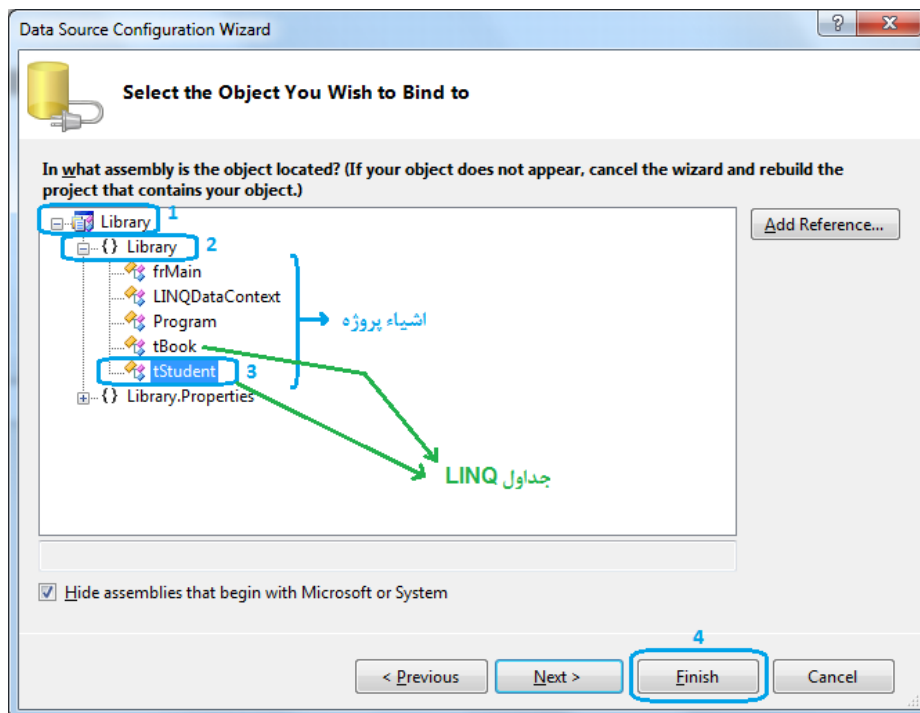 Data Source Configuration Wizard
Select the Object You Wish to Bind to
In what assembly is the object located? (If your object does not appear, cancel the wizard and rebuild the
project that contains your object.)
Library 1
{} Library 2
frMain
LINQDataContext
Program
tBook
tStudent 3
{} Library.Properties
اشیاء پروژه
جداول LINQ
Add Reference...
Hide assemblies that begin with Microsoft or System
4
< Previous
Next >
Finish
Cancel